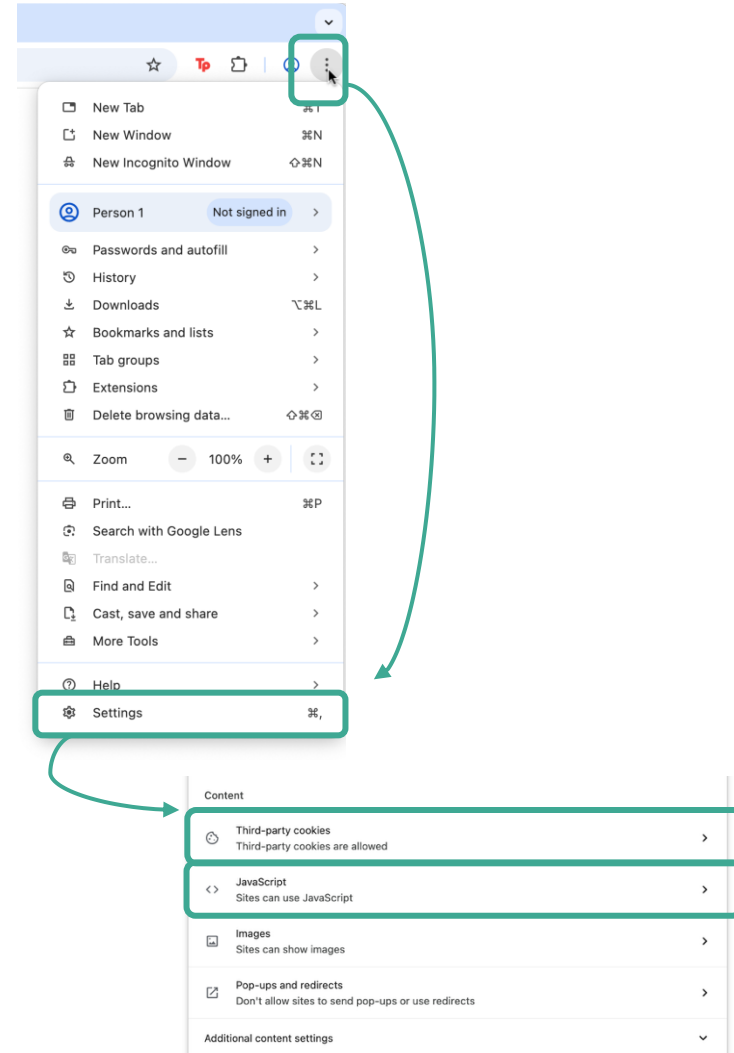 Tp
New Tab ⌘T
New Window ⌘N
New Incognito Window ⇧⌘N
Person 1 Not signed in
Passwords and autofill
History
Downloads ⌥⌘L
Bookmarks and lists
Tab groups
Extensions
Delete browsing data... ⇧⌘⌫
Zoom − 100% +
Print... ⌘P
Search with Google Lens
Translate...
Find and Edit
Cast, save and share
More Tools
Help
Settings ⌘,
Content
Third-party cookies
Third-party cookies are allowed
JavaScript
Sites can use JavaScript
Images
Sites can show images
Pop-ups and redirects
Don't allow sites to send pop-ups or use redirects
Additional content settings